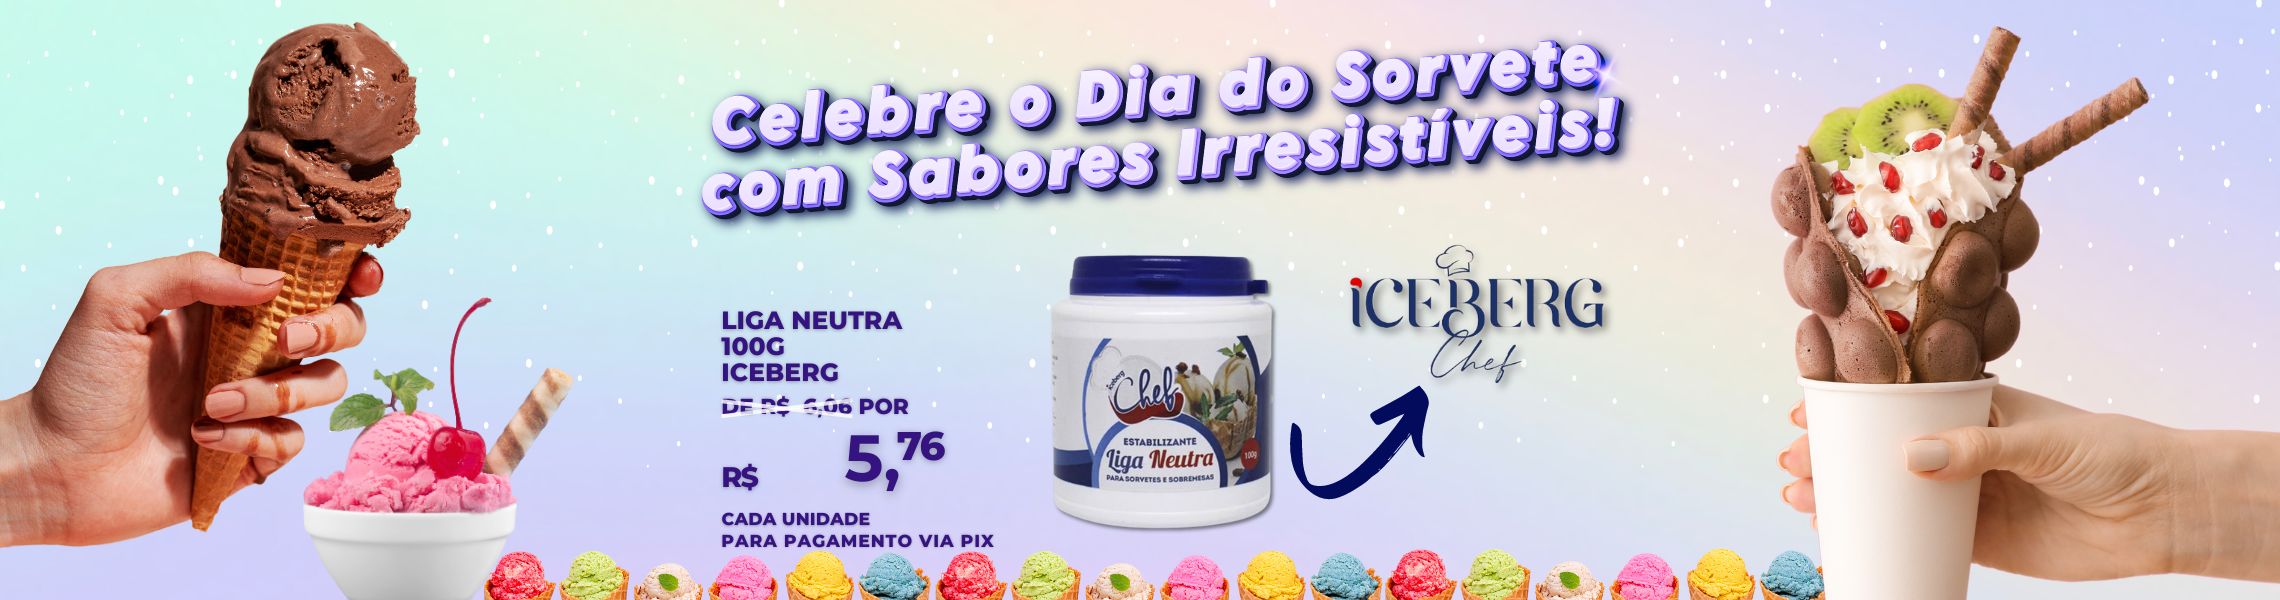 Celebre o Dia do Sorvete
com Sabores Irresistíveis!
LIGA NEUTRA
100G
ICEBERG
DE R$ 6,06 POR
R$ 5,76
CADA UNIDADE
PARA PAGAMENTO VIA PIX
iceberg
Chef
ESTABILIZANTE
Liga Neutra
100g
PARA SORVETES E SOBREMESAS
iCEBERG
Chef